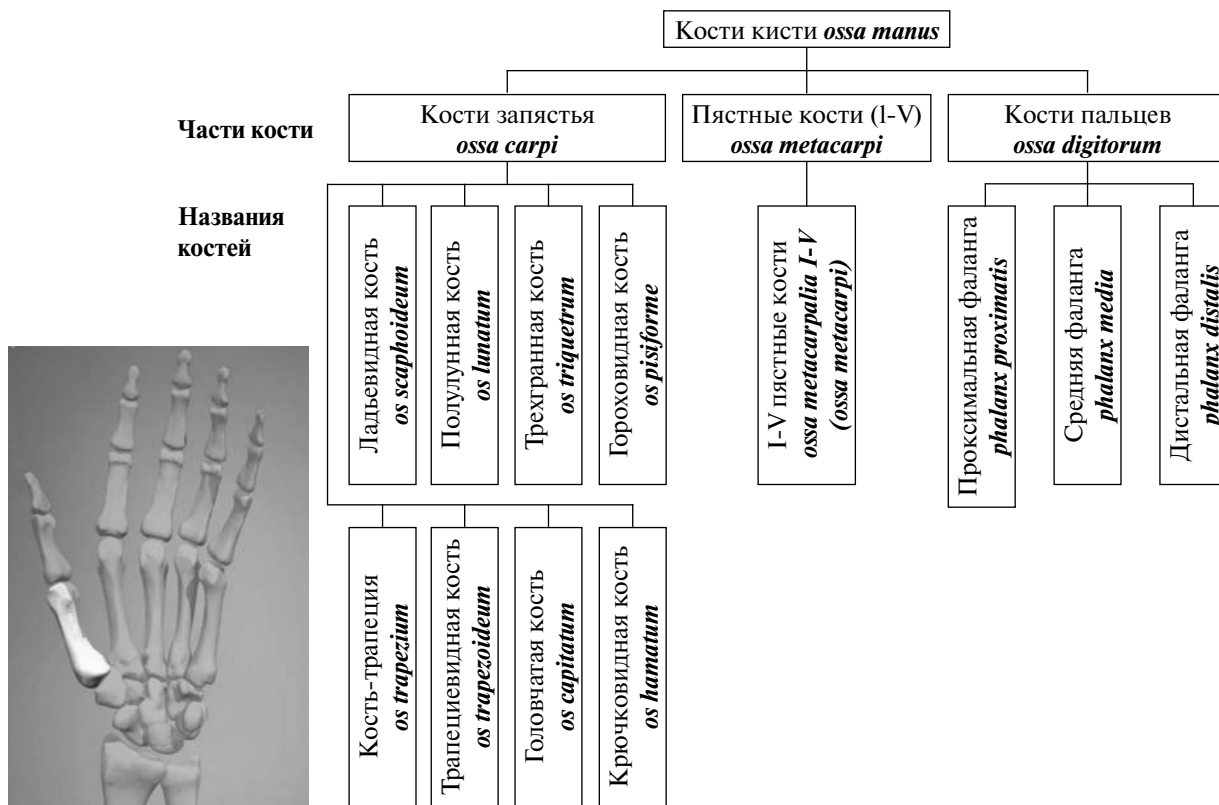 Кости кисти ossa manus
Части кости
Кости запястья
ossa carpi
Пястные кости (l-V)
ossa metacarpi
Кости пальцев
ossa digitorum
Названия
костей
Ладьевидная кость
os scaphoideum
Полулунная кость
os lunatum
Трехгранная кость
os triquetrum
Гороховидная кость
os pisiforme
I-V пястные кости
ossa metacarpalia I-V
(ossa metacarpi)
Проксимальная фаланга
phalanx proximatis
Средняя фаланга
phalanx media
Дистальная фаланга
phalanx distalis
Кость-трапеция
os trapezium
Трапециевидная кость
os trapezoideum
Головчатая кость
os capitatum
Крючковидная кость
os hamatum